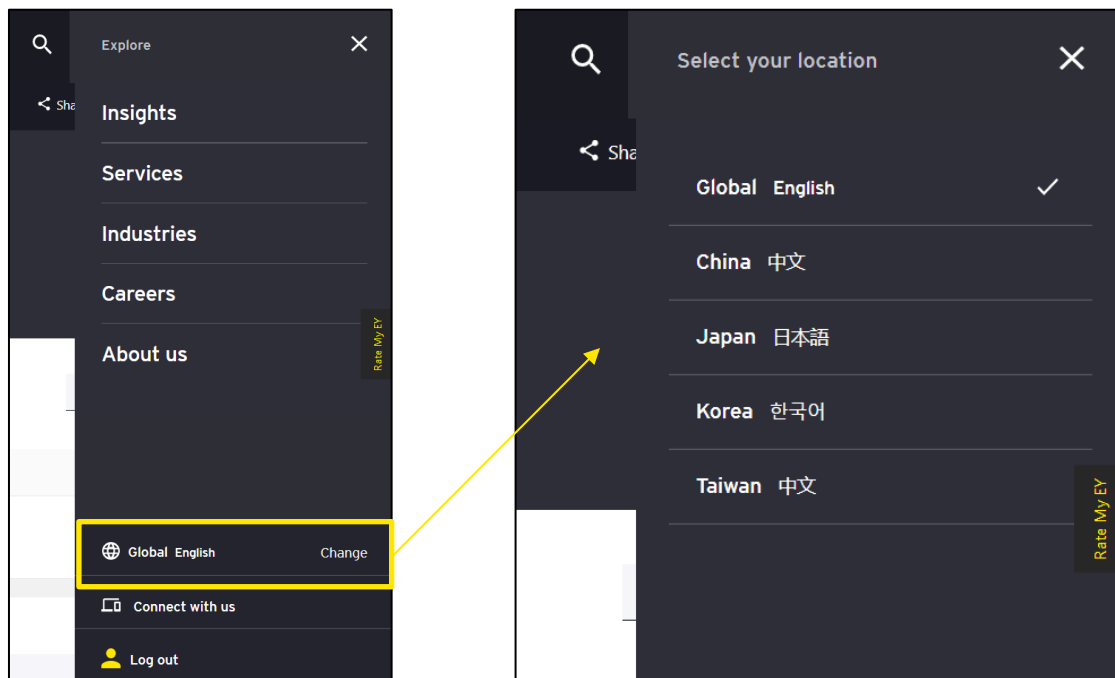 Explore
Sha
Insights
Services
Industries
Careers
Rate My EY
About us
Global English Change
Connect with us
Log out
Select your location
Sha
Global English
China 中文
Japan 日本語
Korea 한국어
Taiwan 中文
Rate My EY